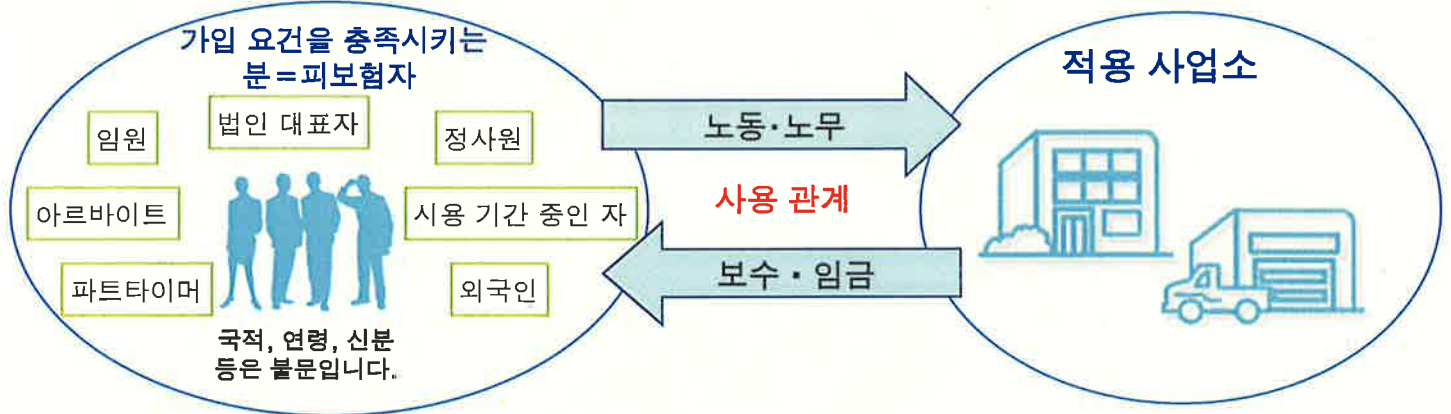 가입 요건을 충족시키는
분=피보험자
임원
법인 대표자
정사원
아르바이트
시용 기간 중인 자
파트타이머
외국인
국적, 연령, 신분
등은 불문입니다.
노동·노무
사용 관계
보수・임금
적용 사업소